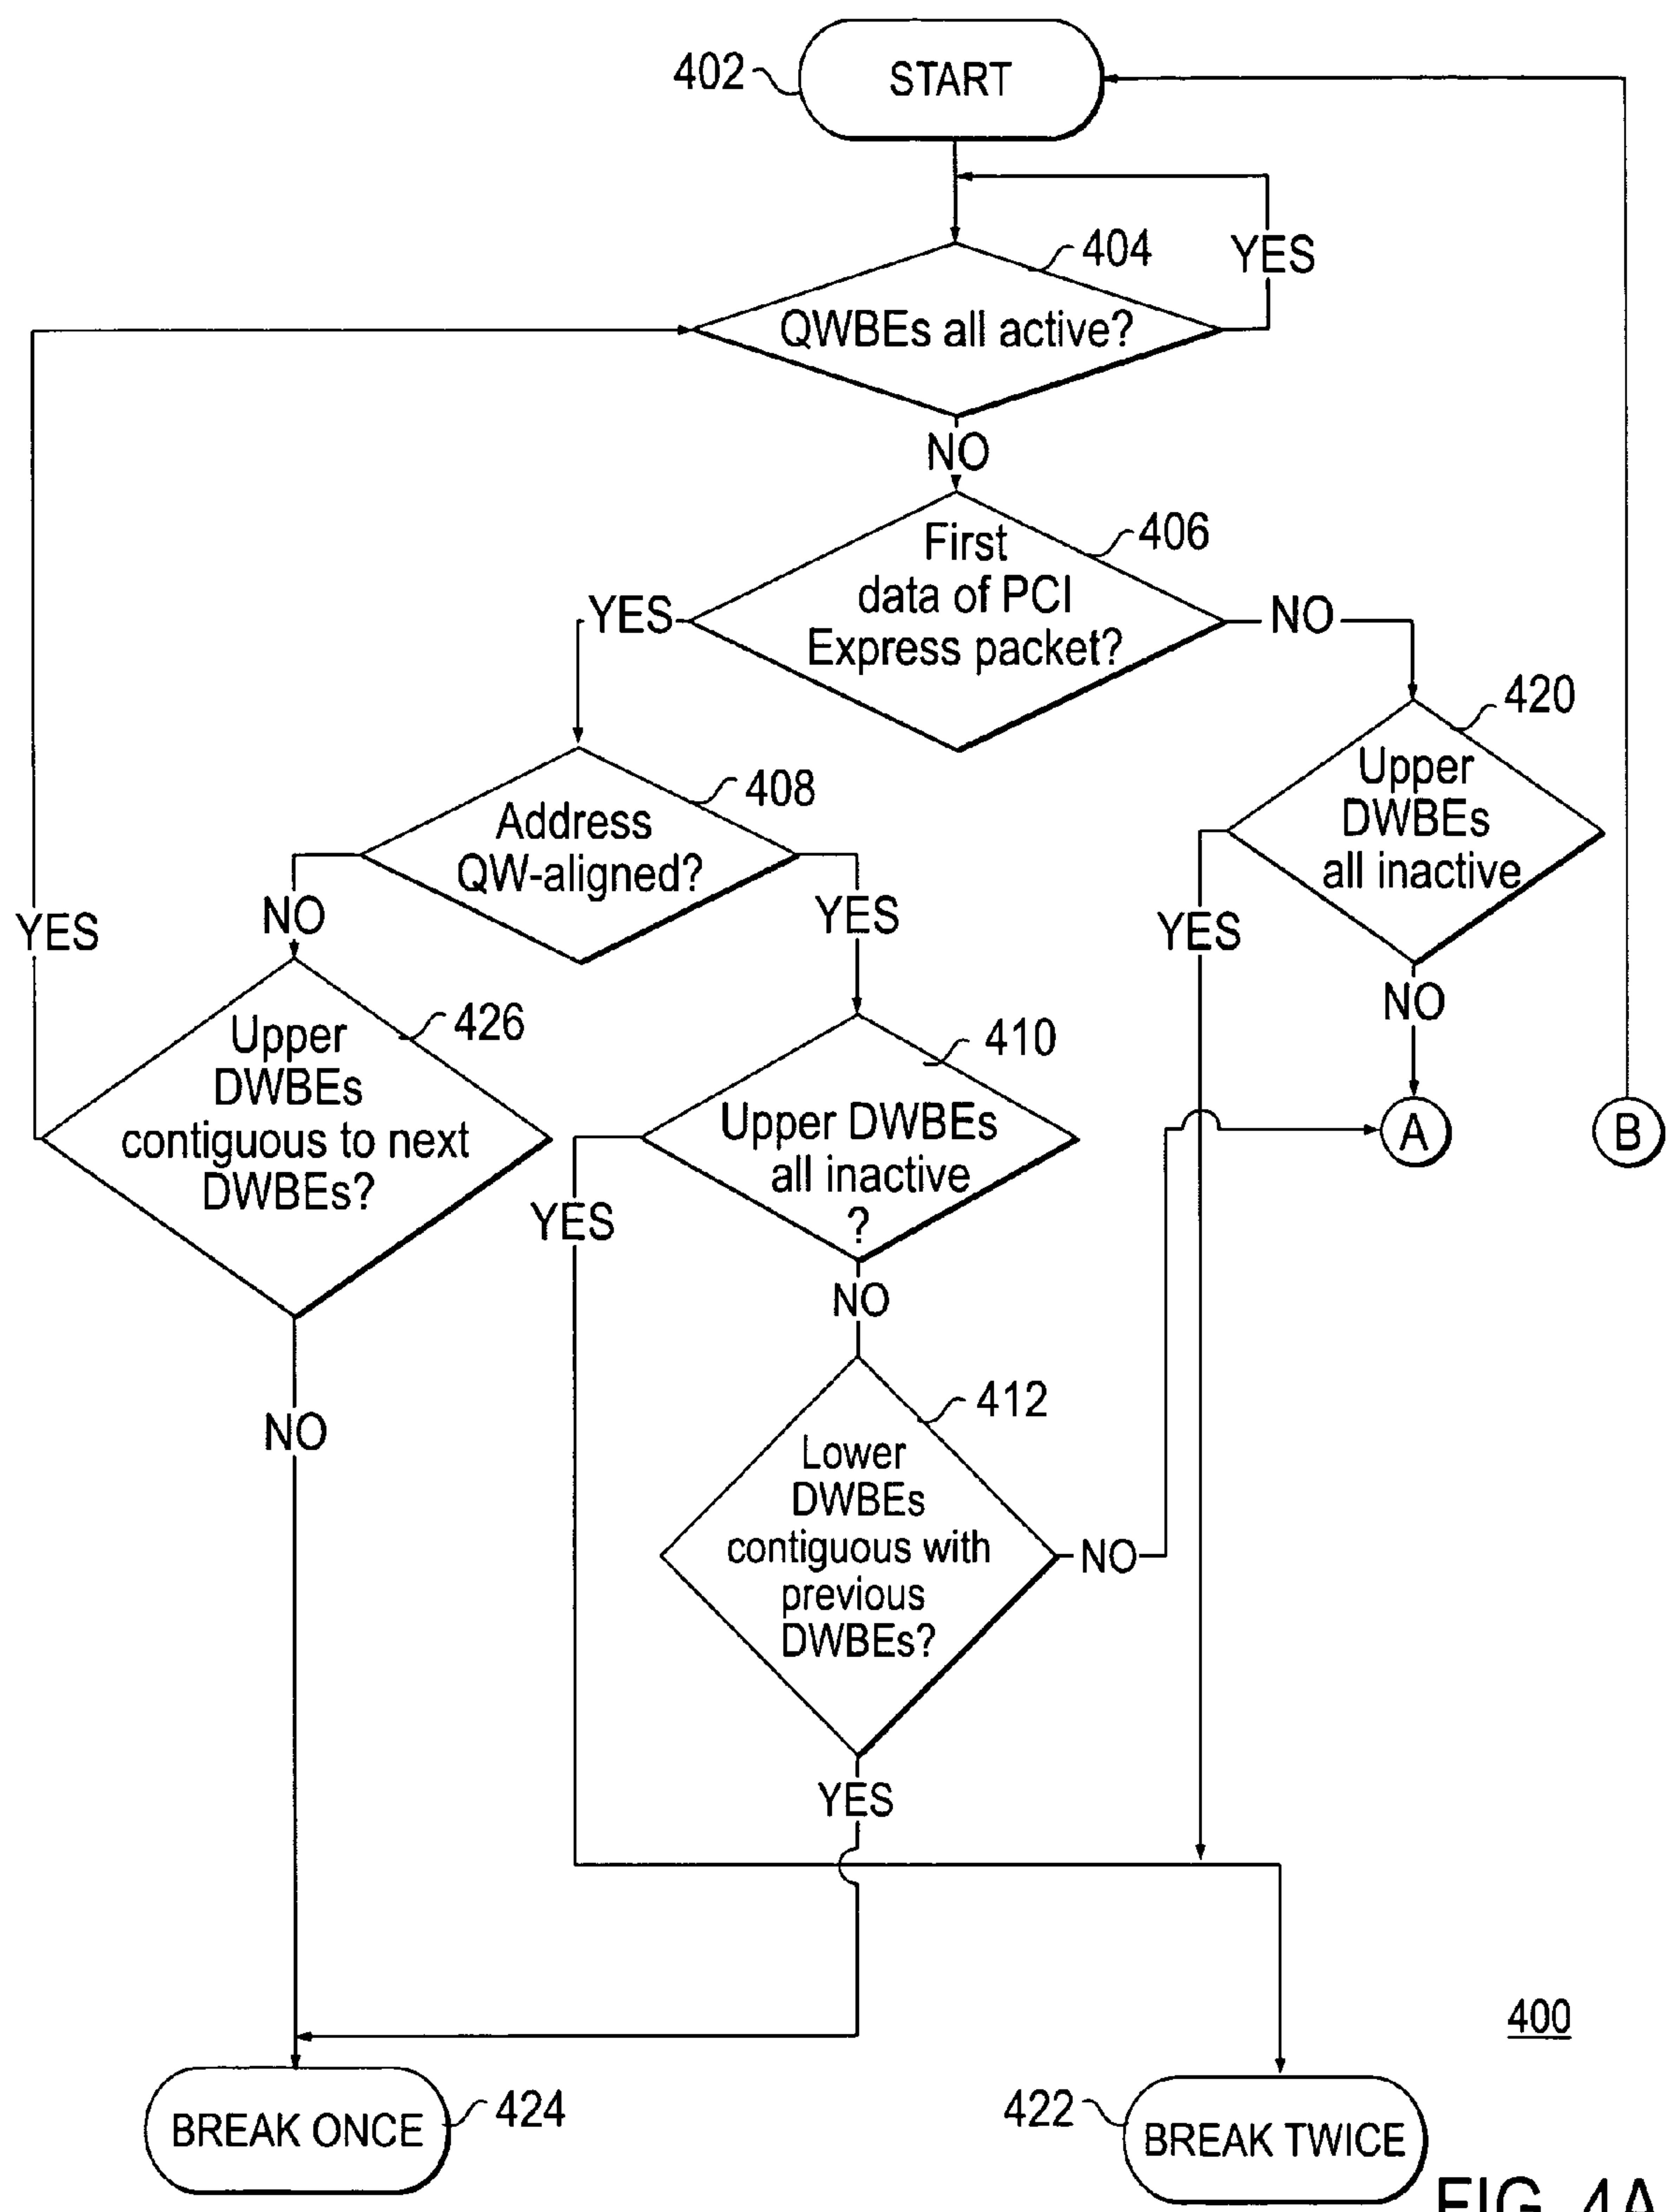 402
START
404
YES
QWBEs all active?
NO
406
First
data of PCI
Express packet?
YES
NO
420
Upper
DWBEs
all inactive
408
Address
QW-aligned?
NO
YES
YES
YES
NO
426
Upper
DWBEs
contiguous to next
DWBEs?
410
Upper DWBEs
all inactive
?
A
B
YES
NO
412
Lower
DWBEs
contiguous with
previous
DWBEs?
NO
NO
YES
400
BREAK ONCE
424
422
BREAK TWICE
FIG. 4A